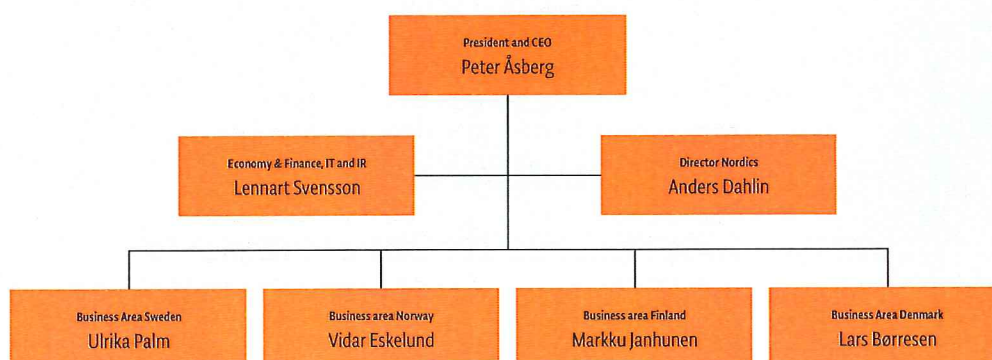 President and CEO
Peter Åsberg
Economy & Finance, IT and IR
Lennart Svensson
Director Nordics
Anders Dahlin
Business Area Sweden
Ulrika Palm
Business area Norway
Vidar Eskelund
Business area Finland
Markku Janhunen
Business Area Denmark
Lars Børresen